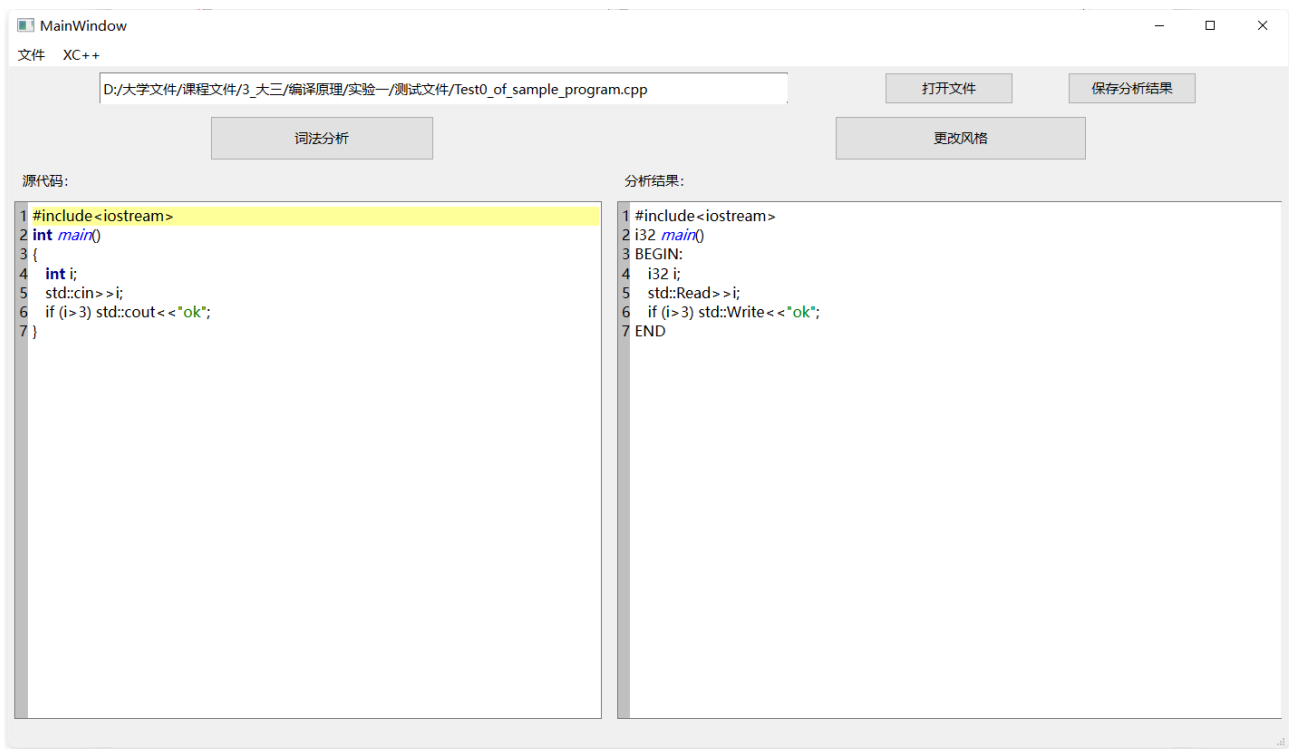 MainWindow
文件 XC++
D:/大学文件/课程文件/3_大三/编译原理/实验一/测试文件/Test0_of_sample_program.cpp 打开文件 保存分析结果
词法分析 更改风格
源代码: 分析结果:
1 #include<iostream>
2 int main()
3 {
4 int i;
5 std::cin>>i;
6 if (i>3) std::cout<<"ok";
7 }
1 #include<iostream>
2 i32 main()
3 BEGIN:
4 i32 i;
5 std::Read>>i;
6 if (i>3) std::Write<<"ok";
7 END